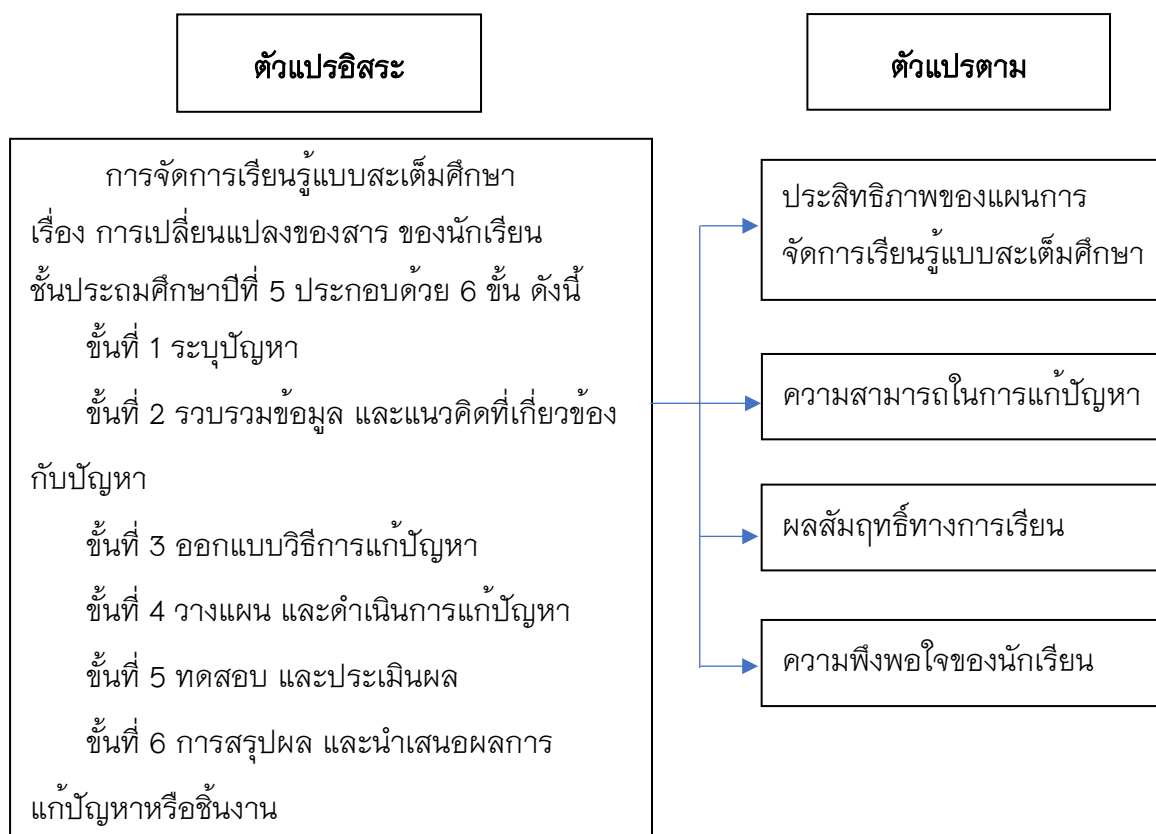 ตัวแปรอิสระ
ตัวแปรตาม
การจัดการเรียนรู้แบบสะเต็มศึกษา
เรื่อง การเปลี่ยนแปลงของสาร ของนักเรียน
ชั้นประถมศึกษาปีที่ 5 ประกอบด้วย 6 ขั้น ดังนี้
ขั้นที่ 1 ระบุปัญหา
ขั้นที่ 2 รวบรวมข้อมูล และแนวคิดที่เกี่ยวข้อง
กับปัญหา
ขั้นที่ 3 ออกแบบวิธีการแก้ปัญหา
ขั้นที่ 4 วางแผน และดำเนินการแก้ปัญหา
ขั้นที่ 5 ทดสอบ และประเมินผล
ขั้นที่ 6 การสรุปผล และนำเสนอผลการ
แก้ปัญหาหรือชิ้นงาน
ประสิทธิภาพของแผนการ
จัดการเรียนรู้แบบสะเต็มศึกษา
ความสามารถในการแก้ปัญหา
ผลสัมฤทธิ์ทางการเรียน
ความพึงพอใจของนักเรียน